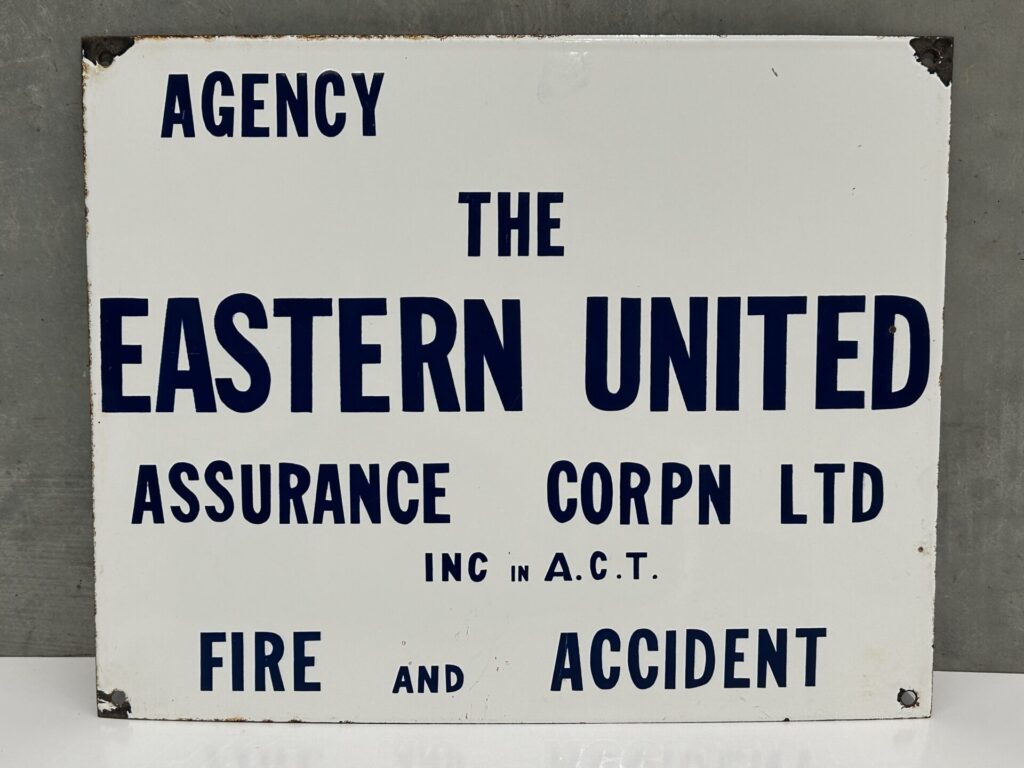 AGENCY
THE
EASTERN UNITED
ASSURANCE CORPN LTD
INC IN A.C.T.
FIRE AND ACCIDENT